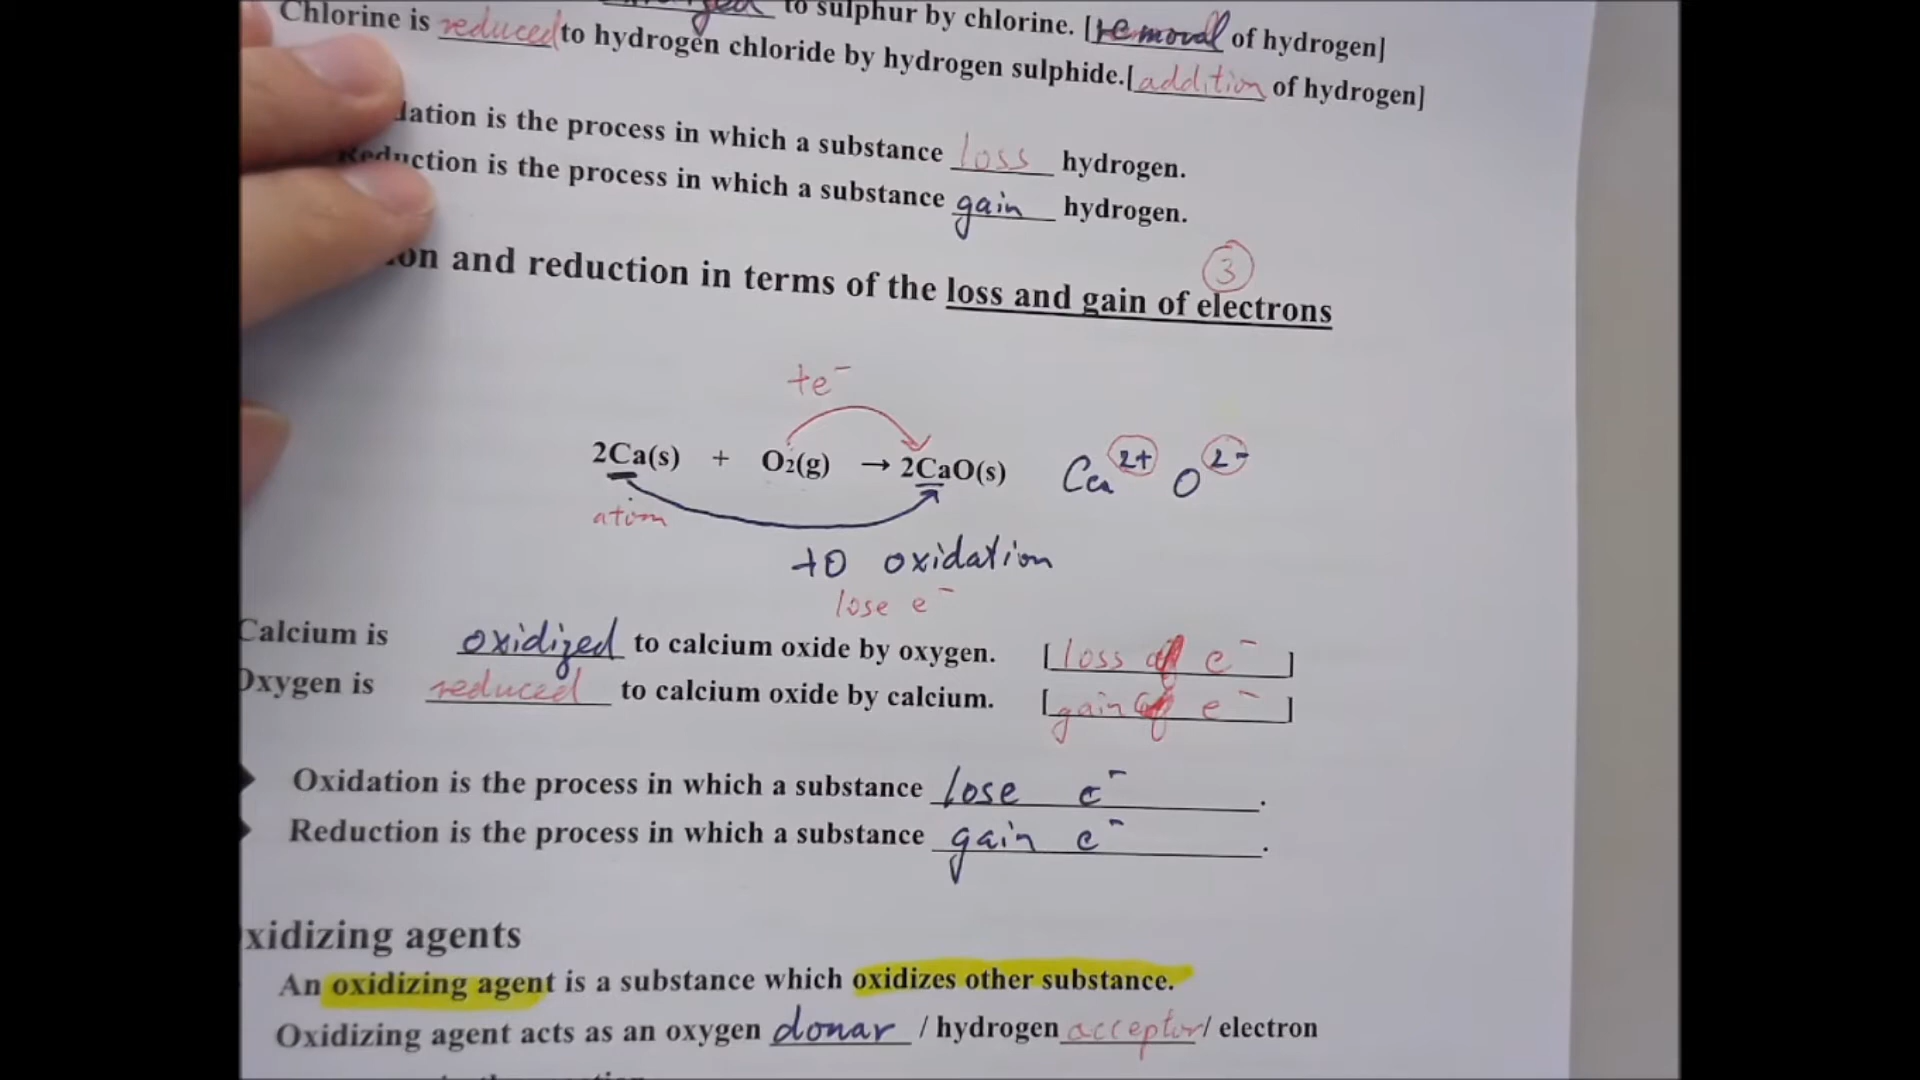 to sulphur by chlorine. [removal of hydrogen]
Chlorine is reduced to hydrogen chloride by hydrogen sulphide.[addition of hydrogen]
dation is the process in which a substance loss hydrogen.
Reduction is the process in which a substance gain hydrogen.
3
on and reduction in terms of the loss and gain of electrons
+e⁻
2Ca(s) + O₂(g) → 2CaO(s) Ca²⁺ O²⁻
atom
+O oxidation
lose e⁻
Calcium is oxidized to calcium oxide by oxygen. [loss of e⁻]
Oxygen is reduced to calcium oxide by calcium. [gain of e⁻]
Oxidation is the process in which a substance lose e⁻.
Reduction is the process in which a substance gain e⁻.
xidizing agents
An oxidizing agent is a substance which oxidizes other substance.
Oxidizing agent acts as an oxygen donar / hydrogen acceptor / electron